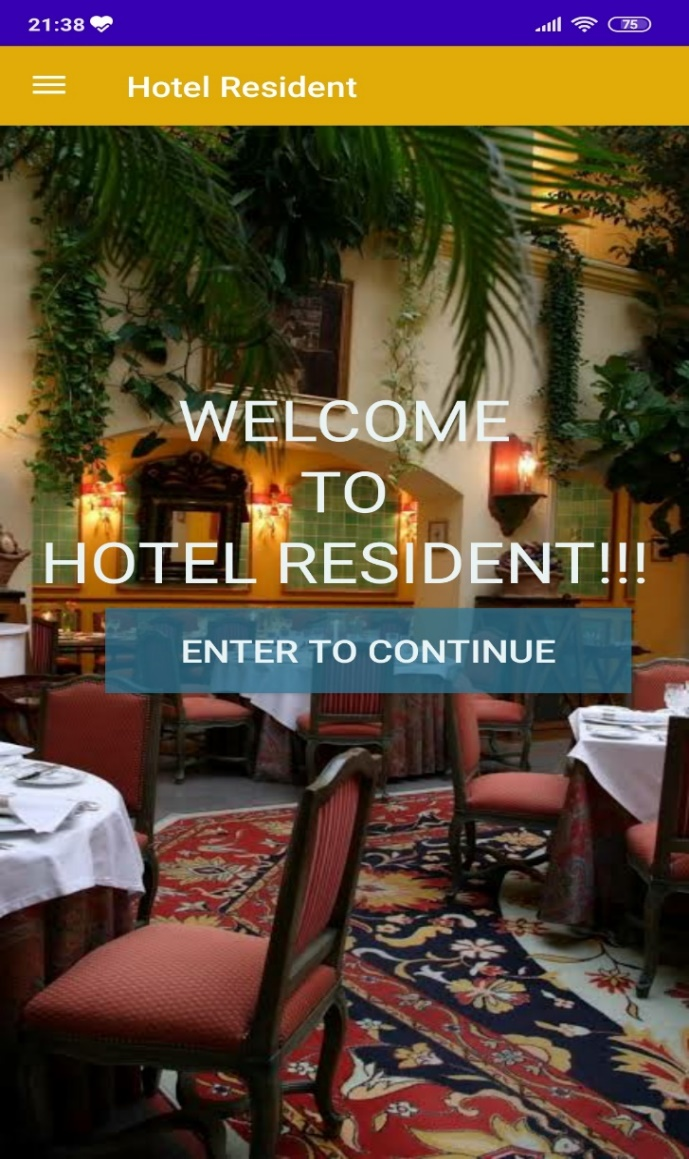 21:38
75
Hotel Resident
WELCOME
TO
HOTEL RESIDENT!!!
ENTER TO CONTINUE